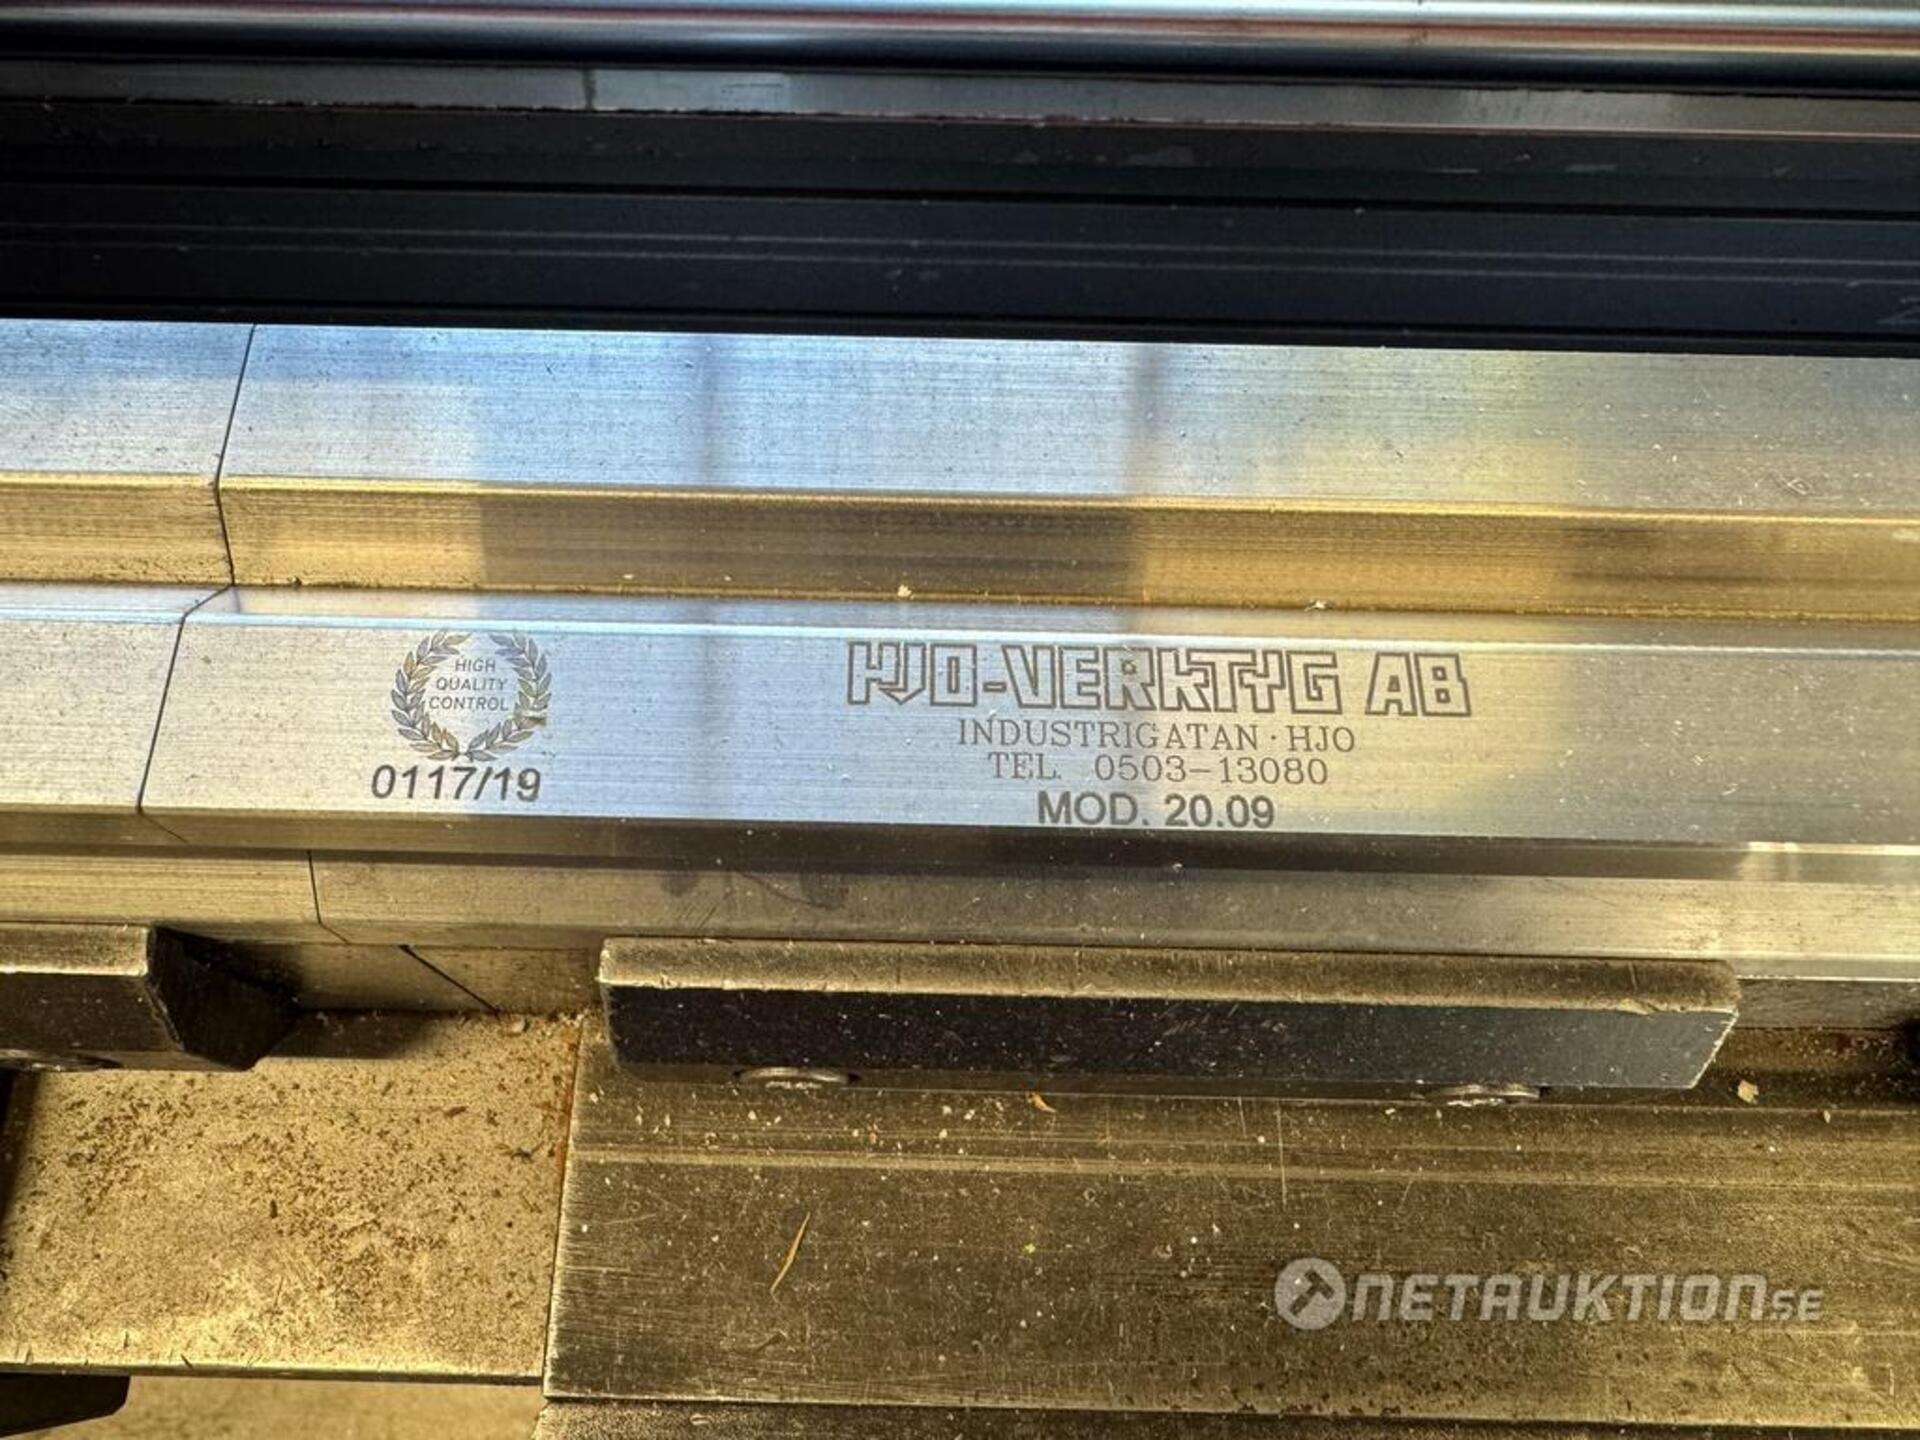 HIGH
QUALITY
CONTROL
0117/19
HJO-VERKTYG AB
INDUSTRIGATAN · HJO
TEL. 0503-13080
MOD. 20.09
NETAUKTION.SE